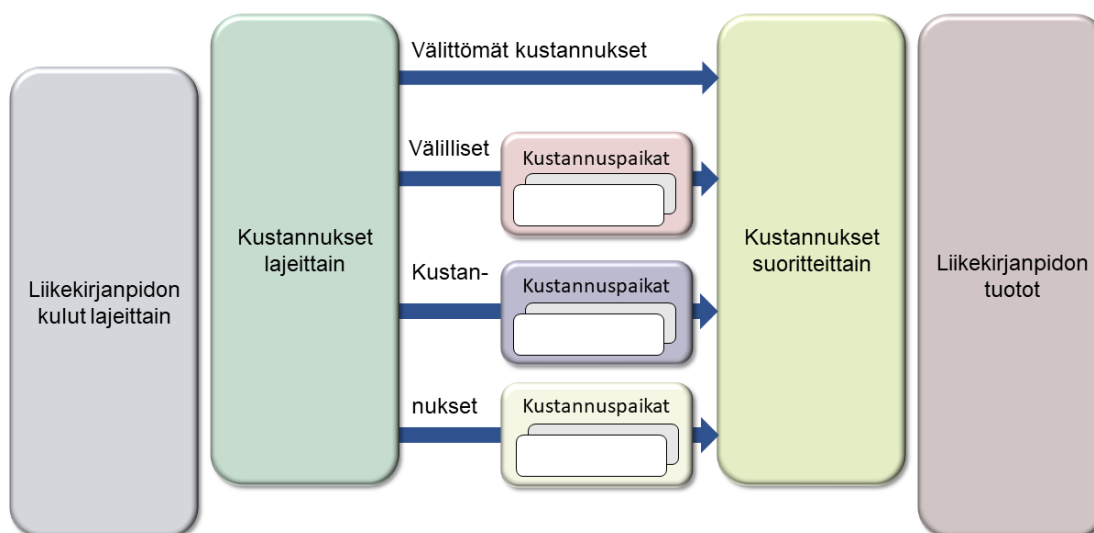 Liikekirjanpidon
kulut lajeittain
Kustannukset
lajeittain
Välittömät kustannukset
Välilliset
Kustannuspaikat
Kustan-
Kustannuspaikat
nukset
Kustannuspaikat
Kustannukset
suoritteittain
Liikekirjanpidon
tuotot